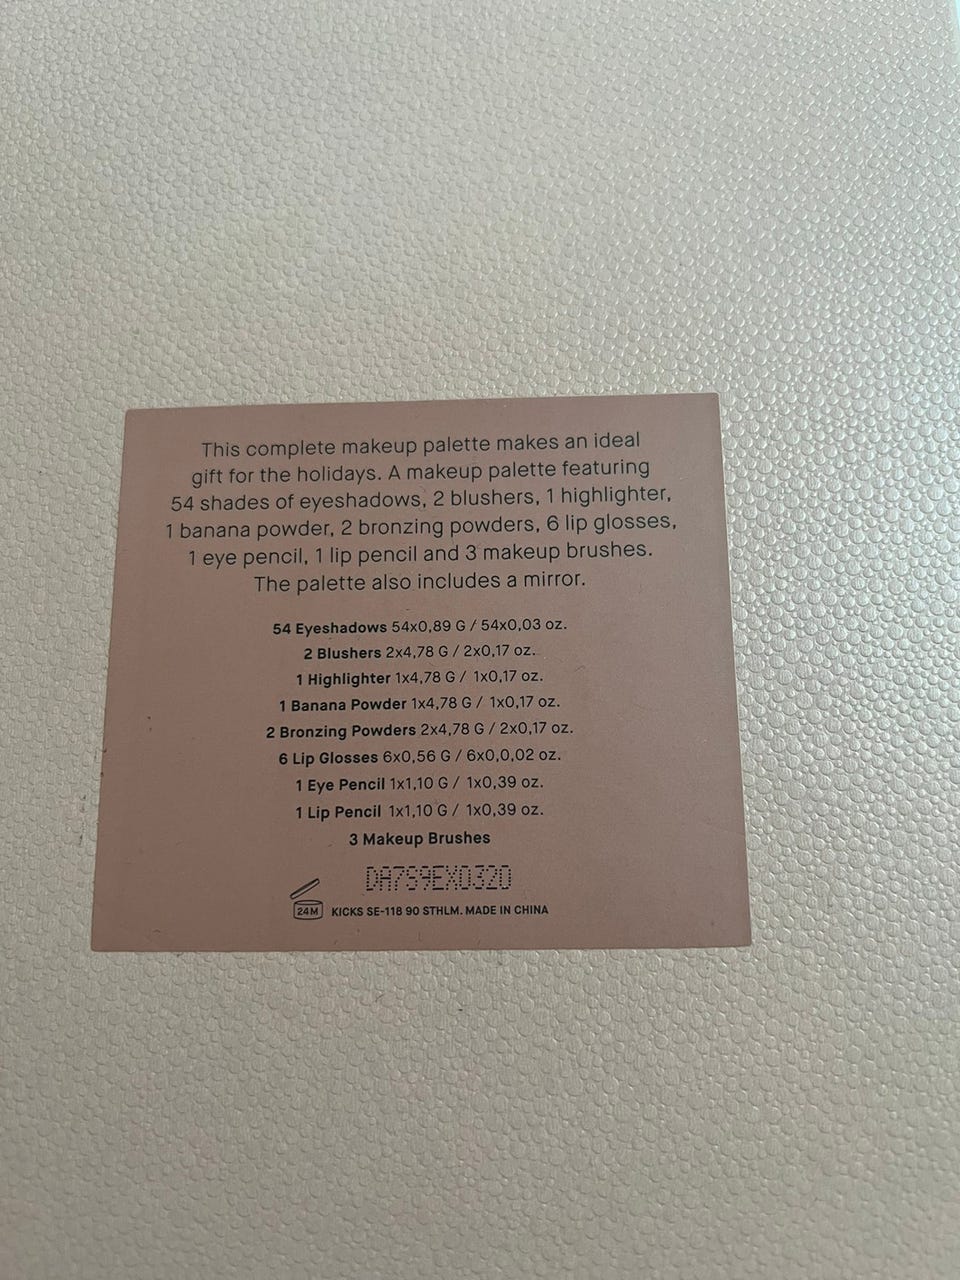 This complete makeup palette makes an ideal
gift for the holidays. A makeup palette featuring
54 shades of eyeshadows, 2 blushers, 1 highlighter,
1 banana powder, 2 bronzing powders, 6 lip glosses,
1 eye pencil, 1 lip pencil and 3 makeup brushes.
The palette also includes a mirror.
54 Eyeshadows 54x0,89 G / 54x0,03 oz.
2 Blushers 2x4,78 G / 2x0,17 oz.
1 Highlighter 1x4,78 G / 1x0,17 oz.
1 Banana Powder 1x4,78 G / 1x0,17 oz.
2 Bronzing Powders 2x4,78 G / 2x0,17 oz.
6 Lip Glosses 6x0,56 G / 6x0,0,02 oz.
1 Eye Pencil 1x1,10 G / 1x0,39 oz.
1 Lip Pencil 1x1,10 G / 1x0,39 oz.
3 Makeup Brushes
DA7S9EX0320
24M KICKS SE-118 90 STHLM. MADE IN CHINA